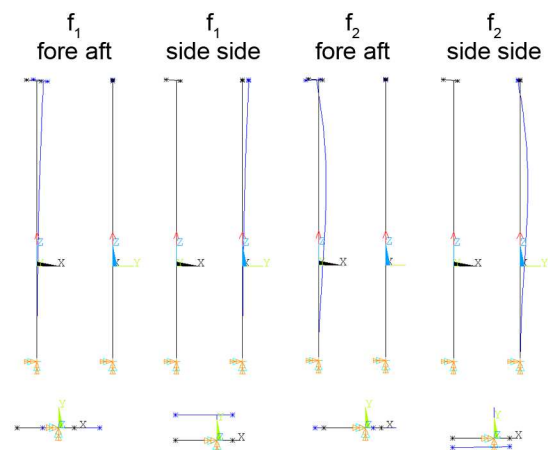 f1 f1 f2 f2
fore aft side side fore aft side side
Z Z Z Z Z Z Z Z
X Y X Y X X Y
Y Y Y Y
Z X Z X Z X Z X